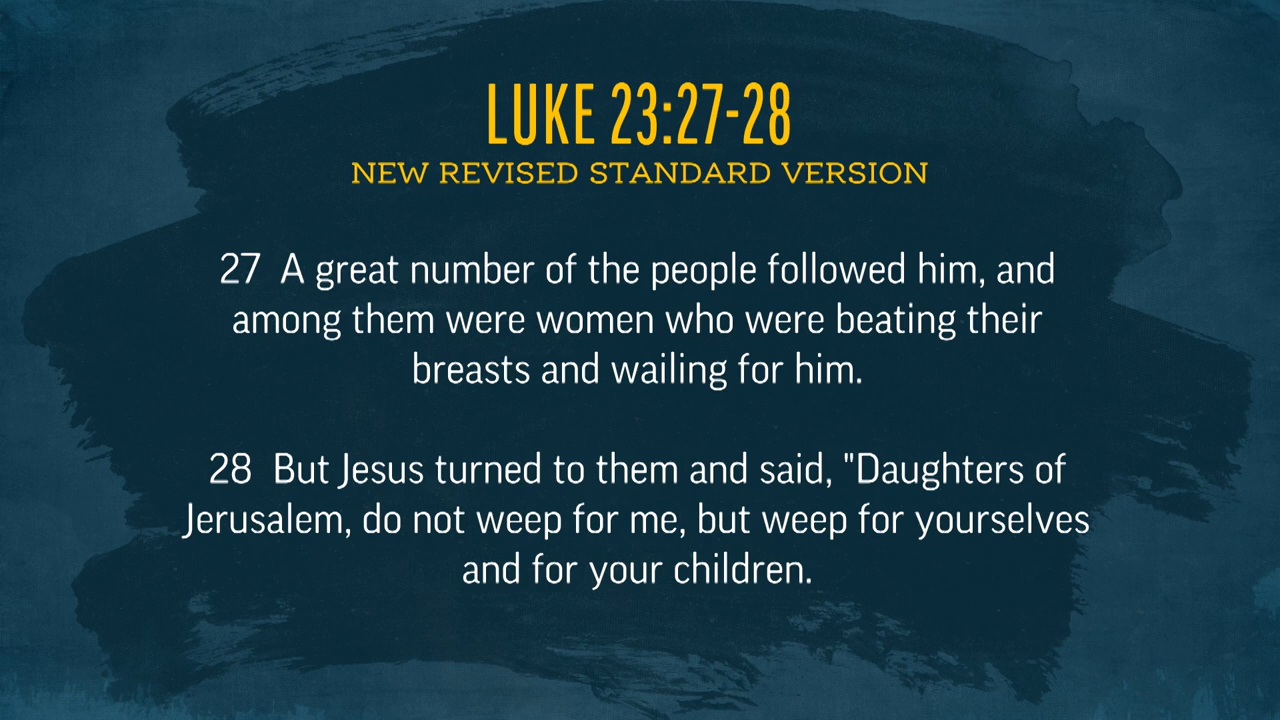 LUKE 23:27-28
NEW REVISED STANDARD VERSION
27 A great number of the people followed him, and
among them were women who were beating their
breasts and wailing for him.
28 But Jesus turned to them and said, "Daughters of
Jerusalem, do not weep for me, but weep for yourselves
and for your children.